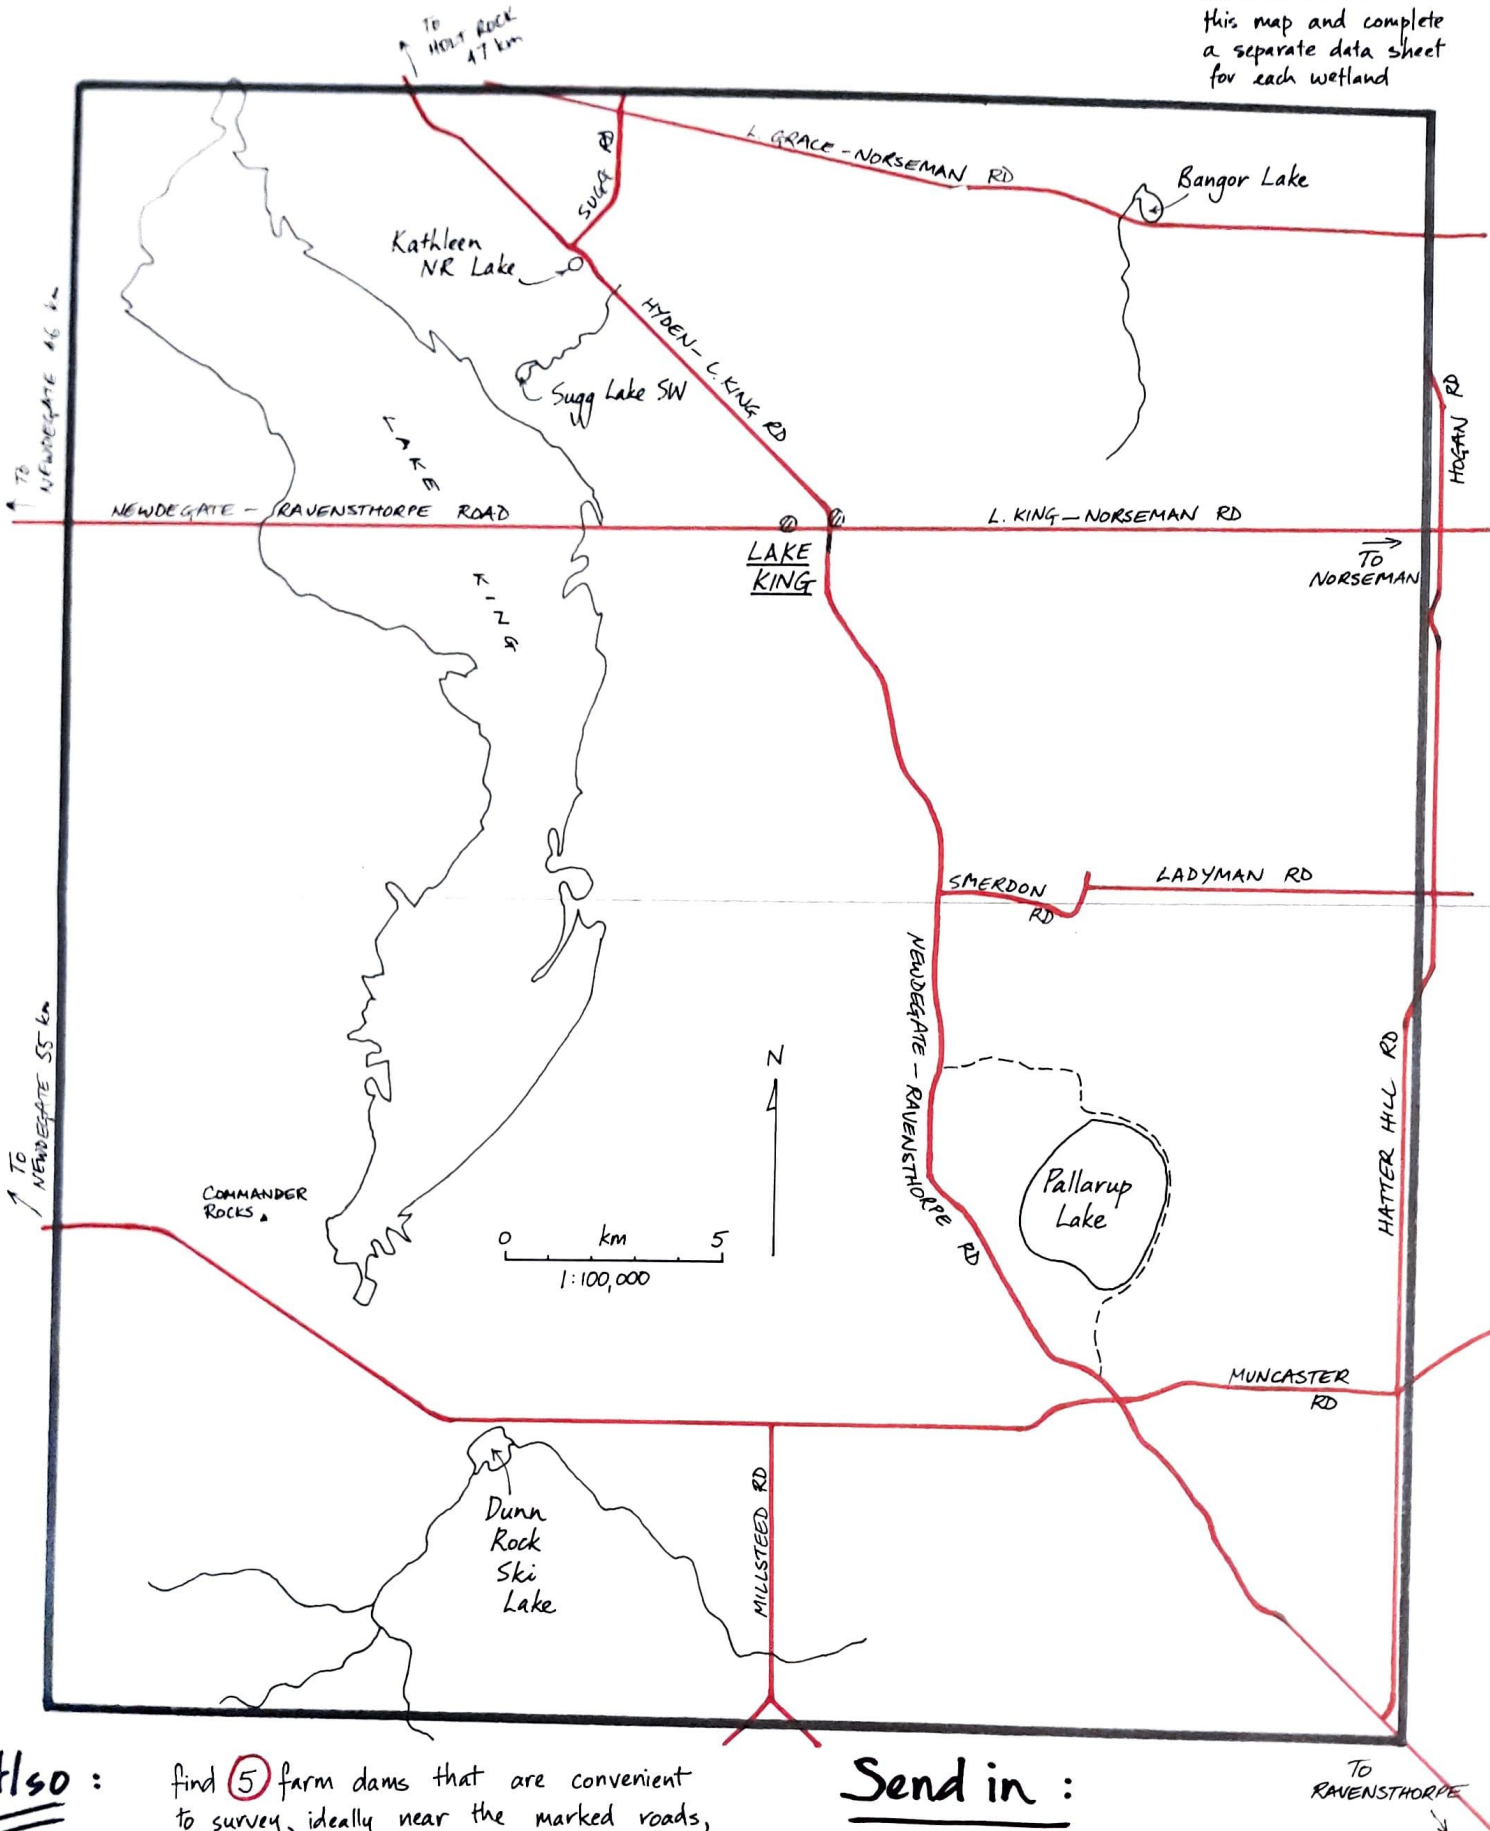 this map and complete
a separate data sheet
for each wetland
TO
HOLT ROCK
47 km
L. GRACE - NORSEMAN RD
SUGG RD
Bangor Lake
Kathleen
NR Lake
HYDEN - L. KING RD
Sugg Lake SW
TO
NEWDEGATE 46 km
HOGAN RD
LAKE
NEWDEGATE - RAVENSTHORPE ROAD
L. KING - NORSEMAN RD
LAKE
KING
TO
NORSEMAN
KING
SMERDON
RD
LADYMAN RD
NEWDEGATE - RAVENSTHORPE RD
TO
NEWDEGATE 55 km
N
HATTER HILL RD
Pallarup
Lake
COMMANDER
ROCKS
0 km 5
1:100,000
MUNCASTER
RD
Dunn
Rock
Ski
Lake
MILLSTEED RD
Also :
find 5 farm dams that are convenient
to survey, ideally near the marked roads,
Send in :
TO
RAVENSTHORPE